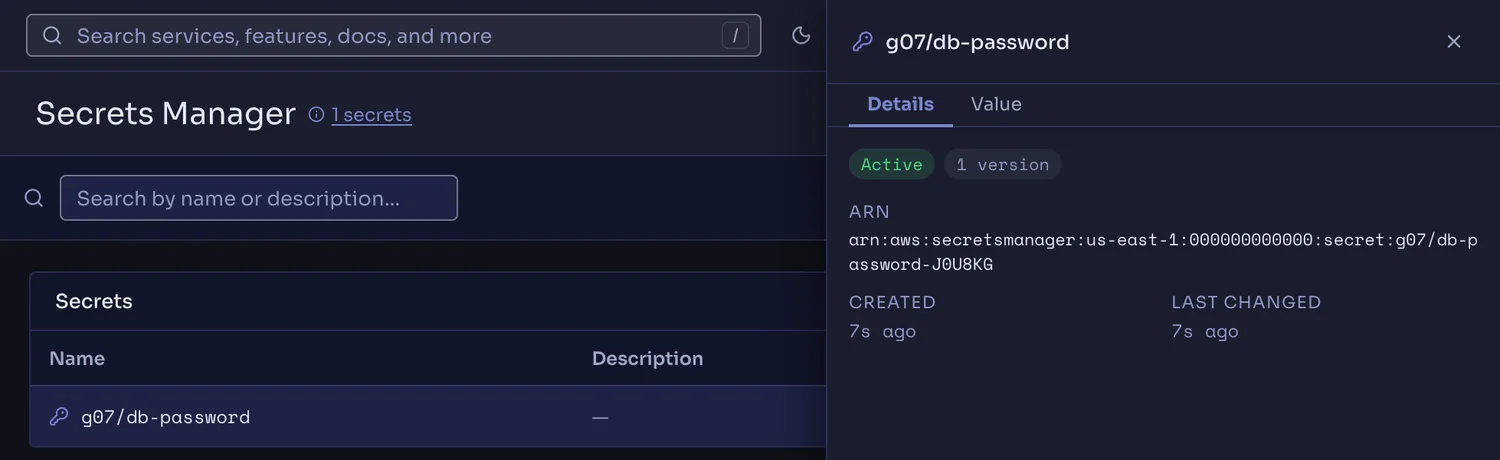 Search services, features, docs, and more
/
Secrets Manager
1 secrets
Search by name or description...
Secrets
Name
Description
g07/db-password
—
g07/db-password
Details
Value
Active
1 version
ARN
arn:aws:secretsmanager:us-east-1:000000000000:secret:g07/db-p
assword-J0U8KG
CREATED
LAST CHANGED
7s ago
7s ago